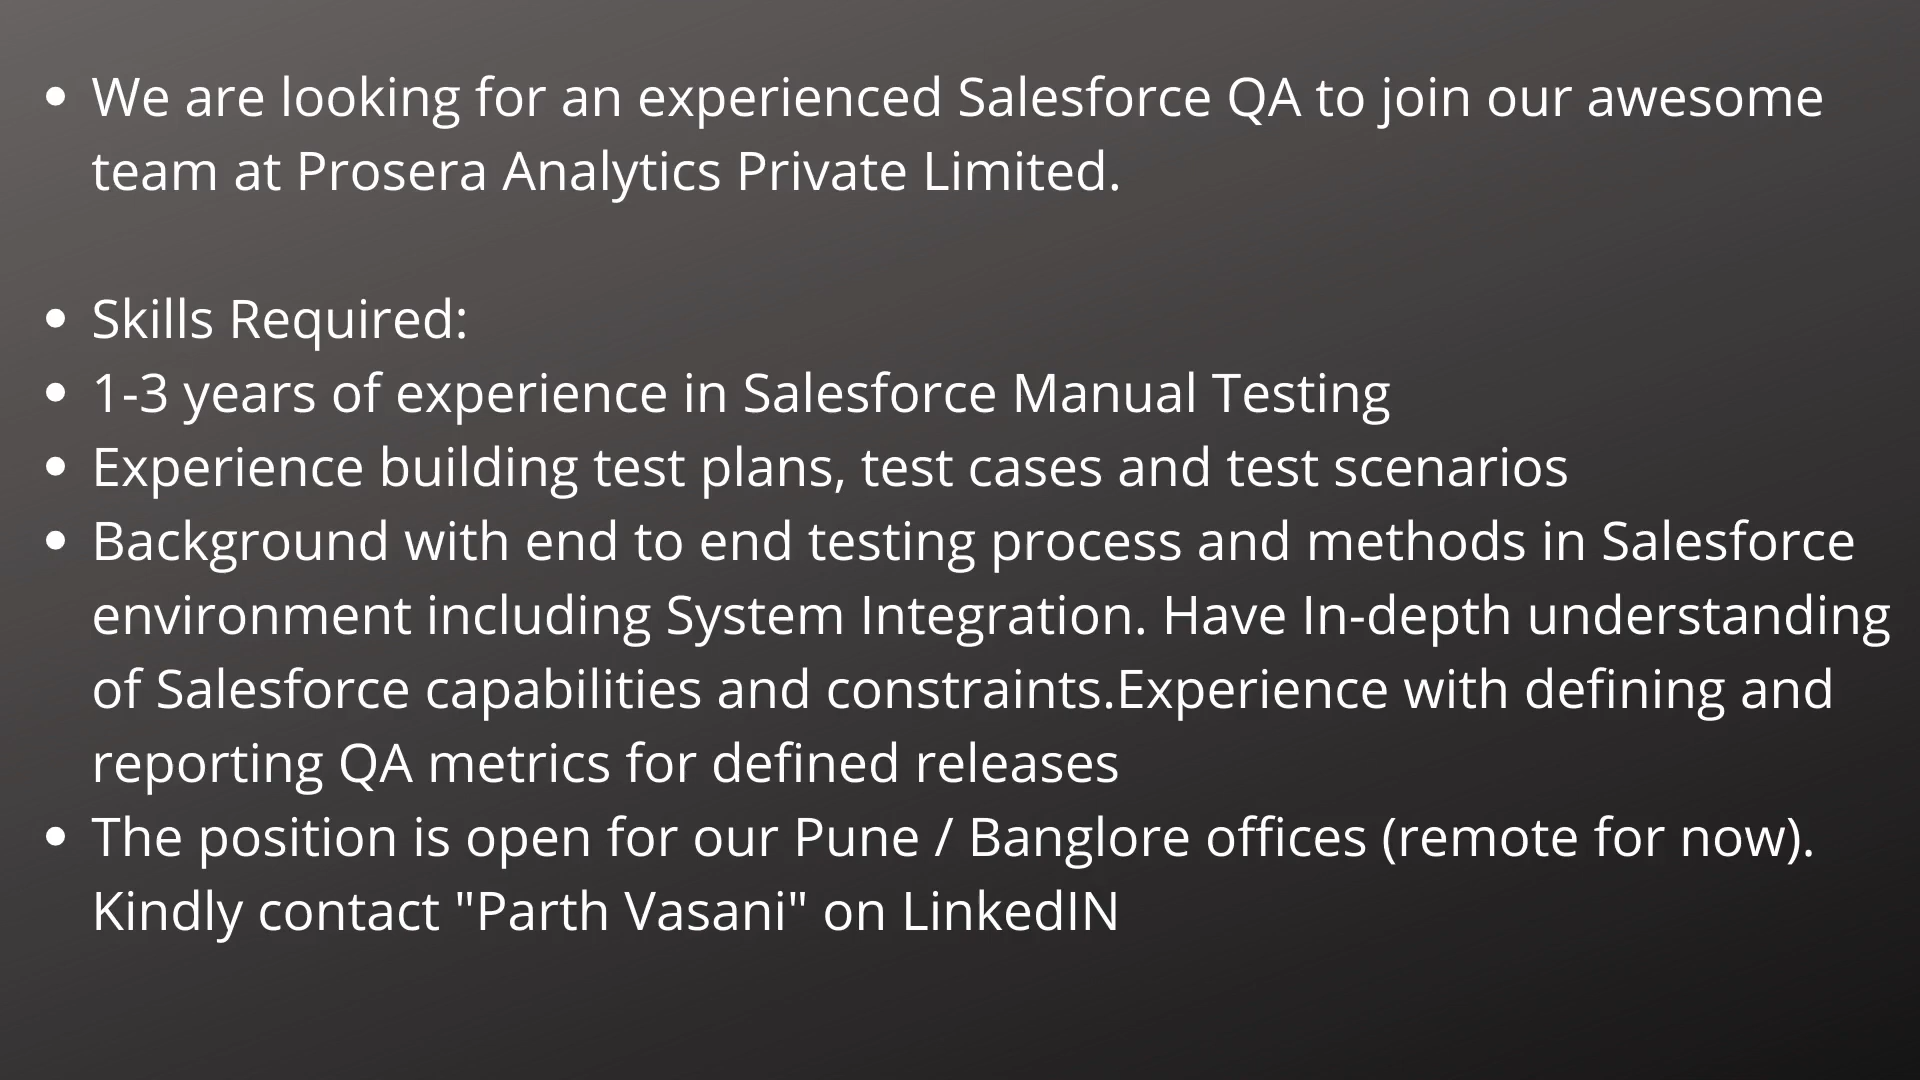 • We are looking for an experienced Salesforce QA to join our awesome
team at Prosera Analytics Private Limited.
• Skills Required:
• 1-3 years of experience in Salesforce Manual Testing
• Experience building test plans, test cases and test scenarios
• Background with end to end testing process and methods in Salesforce
environment including System Integration. Have In-depth understanding
of Salesforce capabilities and constraints.Experience with defining and
reporting QA metrics for defined releases
• The position is open for our Pune / Banglore offices (remote for now).
Kindly contact "Parth Vasani" on LinkedIN